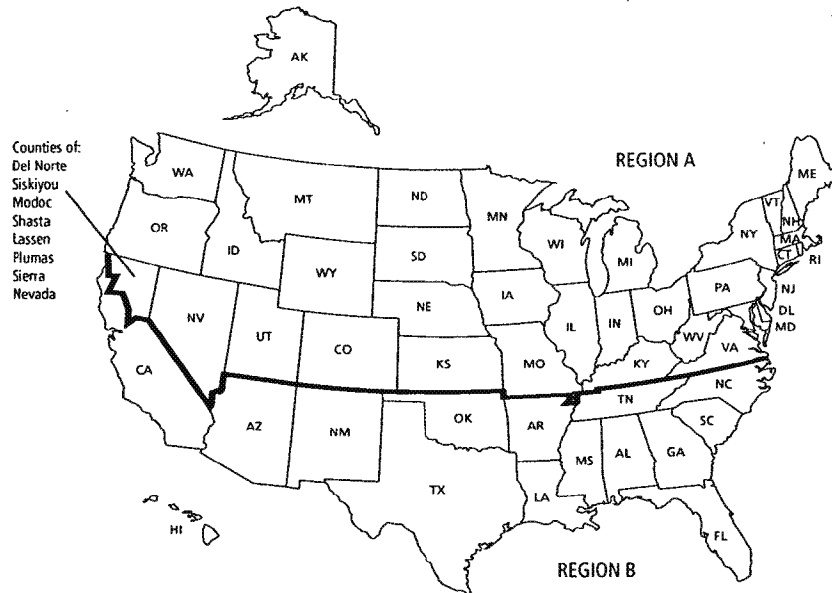 AK
Counties of:
Del Norte
Siskiyou
Modoc
Shasta
Lassen
Plumas
Sierra
Nevada
REGION A
WA
MT
ND
MN
ME
VT
NH
OR
ID
SD
WI
MI
NY
MA
CT
RI
WY
IA
PA
NJ
NE
IL
IN
OH
DL
MD
NV
UT
CO
KS
MO
KY
WV
VA
CA
AZ
NM
OK
AR
TN
NC
SC
MS
AL
GA
TX
LA
HI
FL
REGION B